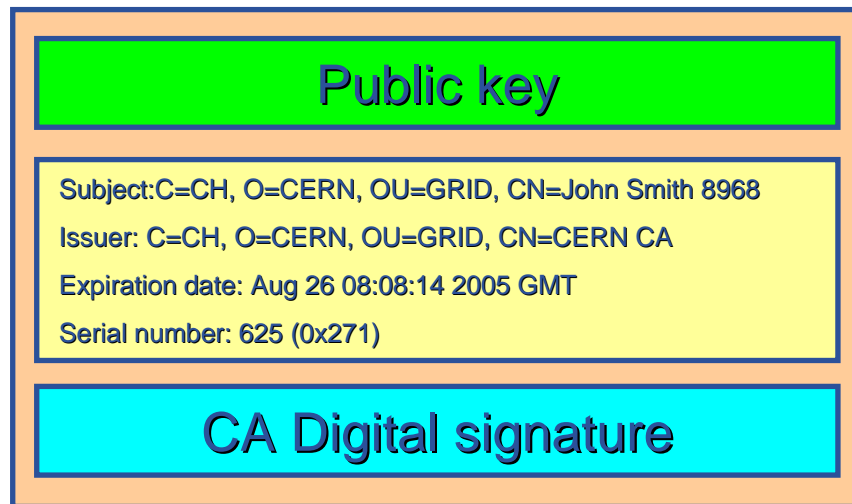 Public key
Subject:C=CH, O=CERN, OU=GRID, CN=John Smith 8968
Issuer: C=CH, O=CERN, OU=GRID, CN=CERN CA
Expiration date: Aug 26 08:08:14 2005 GMT
Serial number: 625 (0x271)
CA Digital signature